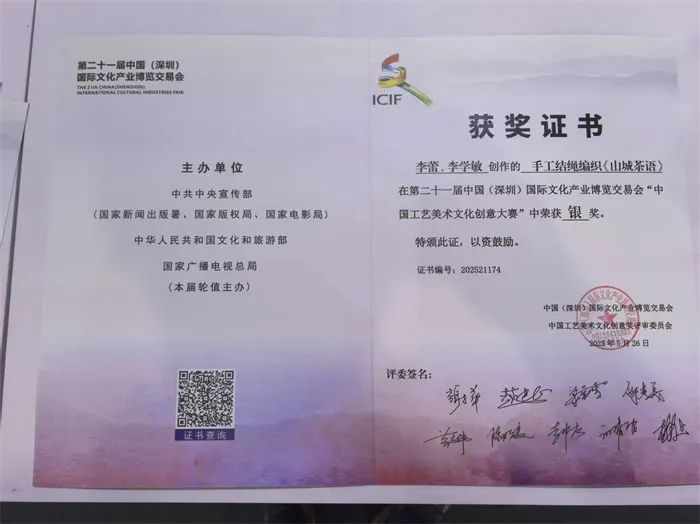 第二十一届中国（深圳）
国际文化产业博览交易会
THE 21th CHINA(SHENZHEN)
INTERNATIONAL CULTURAL INDUSTRIES FAIR
主办单位
中共中央宣传部
（国家新闻出版署、国家版权局、国家电影局）
中华人民共和国文化和旅游部
国家广播电视总局
（本届轮值主办）
证书查询
ICIF
获奖证书
李蕾、李学敏 创作的 手工结绳编织《山城茶语》
在第二十一届中国（深圳）国际文化产业博览交易会“中
国工艺美术文化创意大赛”中荣获 银 奖。
特颁此证，以资鼓励。
证书编号：202521174
中国（深圳）国际文化产业博览交易会
中国工艺美术文化创意奖评审委员会
2025年5月26日
评委签名：